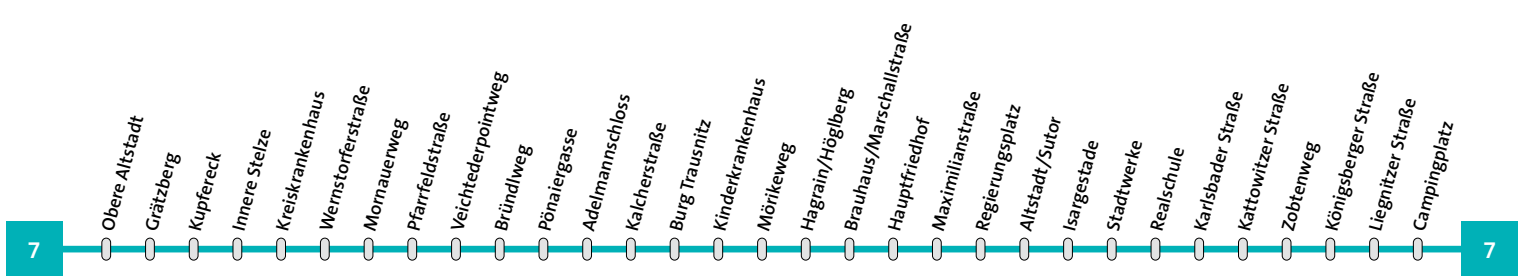 7
Obere Altstadt
Grätzberg
Kupfereck
Innere Stelze
Kreiskrankenhaus
Wernstorferstraße
Mornauerweg
Pfarrfeldstraße
Veichtederpointweg
Bründlweg
Pönaiergasse
Adelmannschloss
Kalcherstraße
Burg Trausnitz
Kinderkrankenhaus
Mörikeweg
Hagrain/Höglberg
Brauhaus/Marschallstraße
Hauptfriedhof
Maximilianstraße
Regierungsplatz
Altstadt/Sutor
Isargestade
Stadtwerke
Realschule
Karlsbader Straße
Kattowitzer Straße
Zobtenweg
Königsberger Straße
Liegnitzer Straße
Campingplatz
7